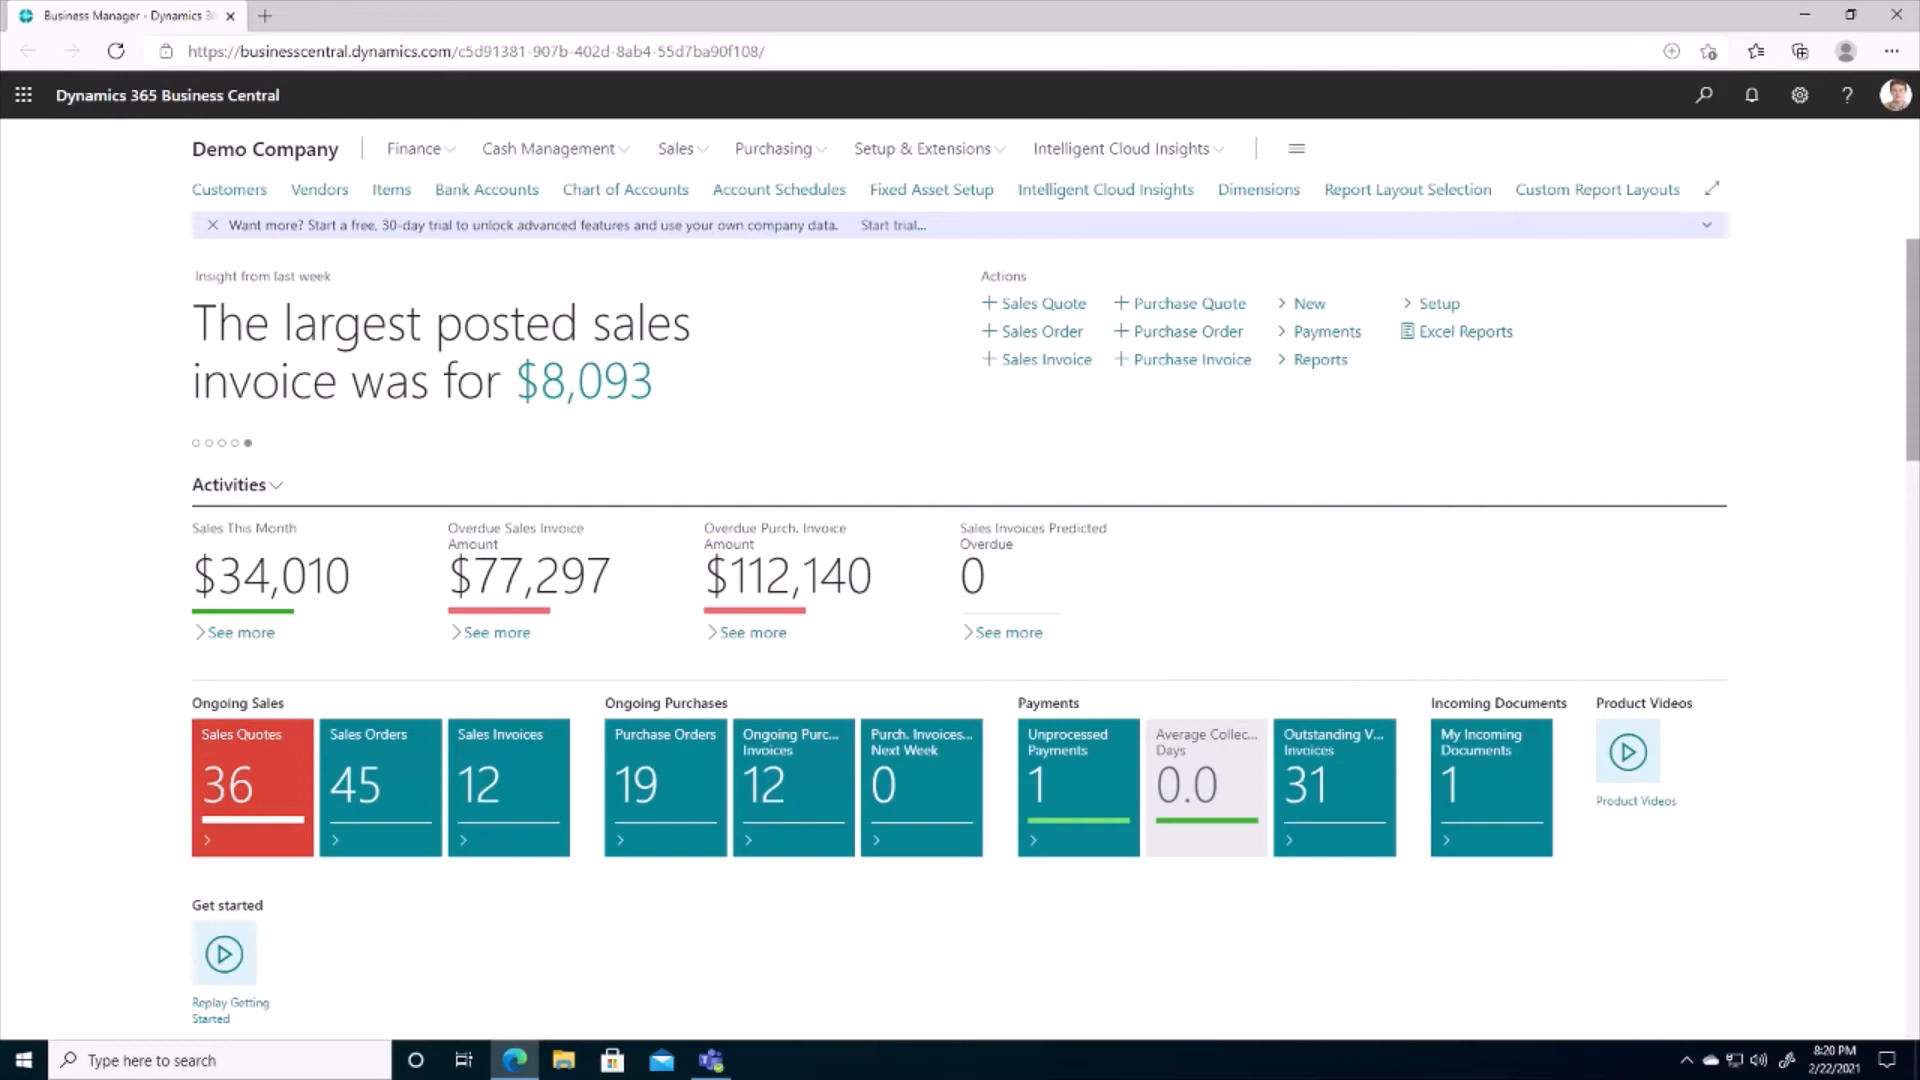 Business Manager - Dynamics 36
https://businesscentral.dynamics.com/c5d91381-907b-402d-8ab4-55d7ba90f108/
Dynamics 365 Business Central
Demo Company
Finance
Cash Management
Sales
Purchasing
Setup & Extensions
Intelligent Cloud Insights
Customers
Vendors
Items
Bank Accounts
Chart of Accounts
Account Schedules
Fixed Asset Setup
Intelligent Cloud Insights
Dimensions
Report Layout Selection
Custom Report Layouts
Want more? Start a free, 30-day trial to unlock advanced features and use your own company data. Start trial...
Insight from last week
The largest posted sales
invoice was for $8,093
Actions
+ Sales Quote
+ Purchase Quote
> New
> Setup
+ Sales Order
+ Purchase Order
> Payments
Excel Reports
+ Sales Invoice
+ Purchase Invoice
> Reports
Activities
Sales This Month
$34,010
>See more
Overdue Sales Invoice
Amount
$77,297
>See more
Overdue Purch. Invoice
Amount
$112,140
>See more
Sales Invoices Predicted
Overdue
0
>See more
Ongoing Sales
Sales Quotes
36
Sales Orders
45
Sales Invoices
12
Ongoing Purchases
Purchase Orders
19
Ongoing Purc...
Invoices
12
Purch. Invoices...
Next Week
0
Payments
Unprocessed
Payments
1
Average Collec...
Days
0.0
Outstanding V...
Invoices
31
Incoming Documents
My Incoming
Documents
1
Product Videos
Product Videos
Get started
Replay Getting
Started
Type here to search
8:20 PM
2/22/2021